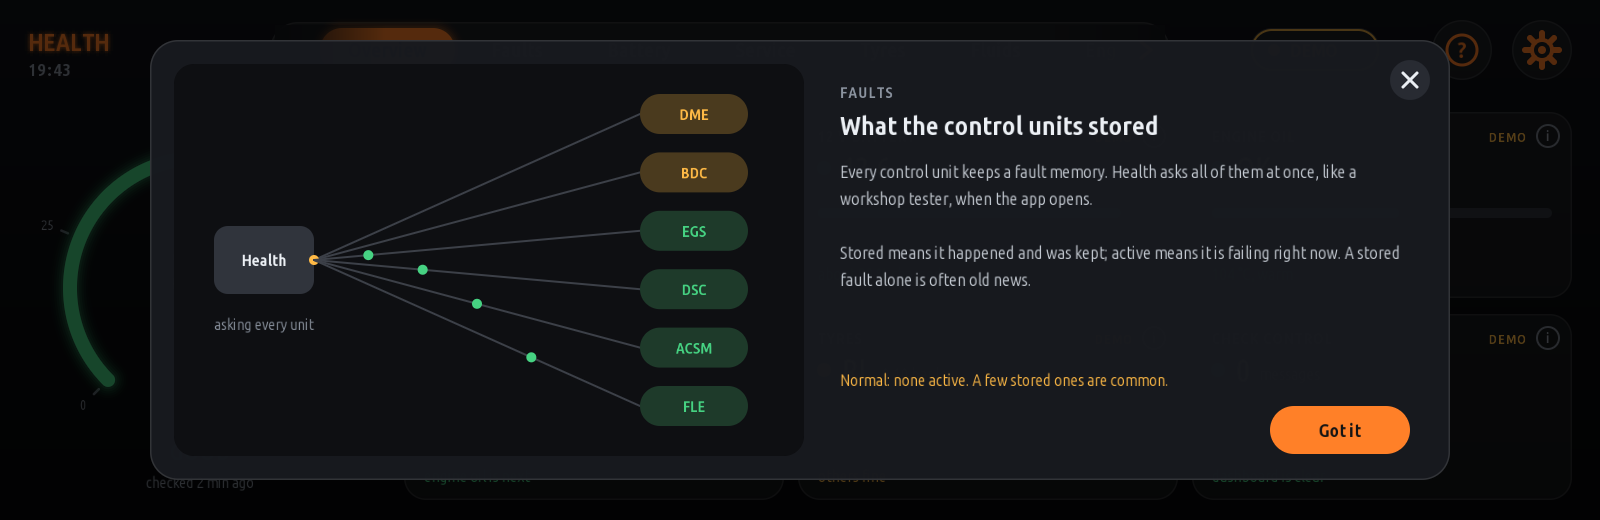 HEALTH
19:43
?
25
0
checked 2 min ago
DEMO
i
DEMO
i
Health
asking every unit
DME
BDC
EGS
DSC
ACSM
FLE
FAULTS
What the control units stored
Every control unit keeps a fault memory. Health asks all of them at once, like a
workshop tester, when the app opens.
Stored means it happened and was kept; active means it is failing right now. A stored
fault alone is often old news.
Normal: none active. A few stored ones are common.
Got it